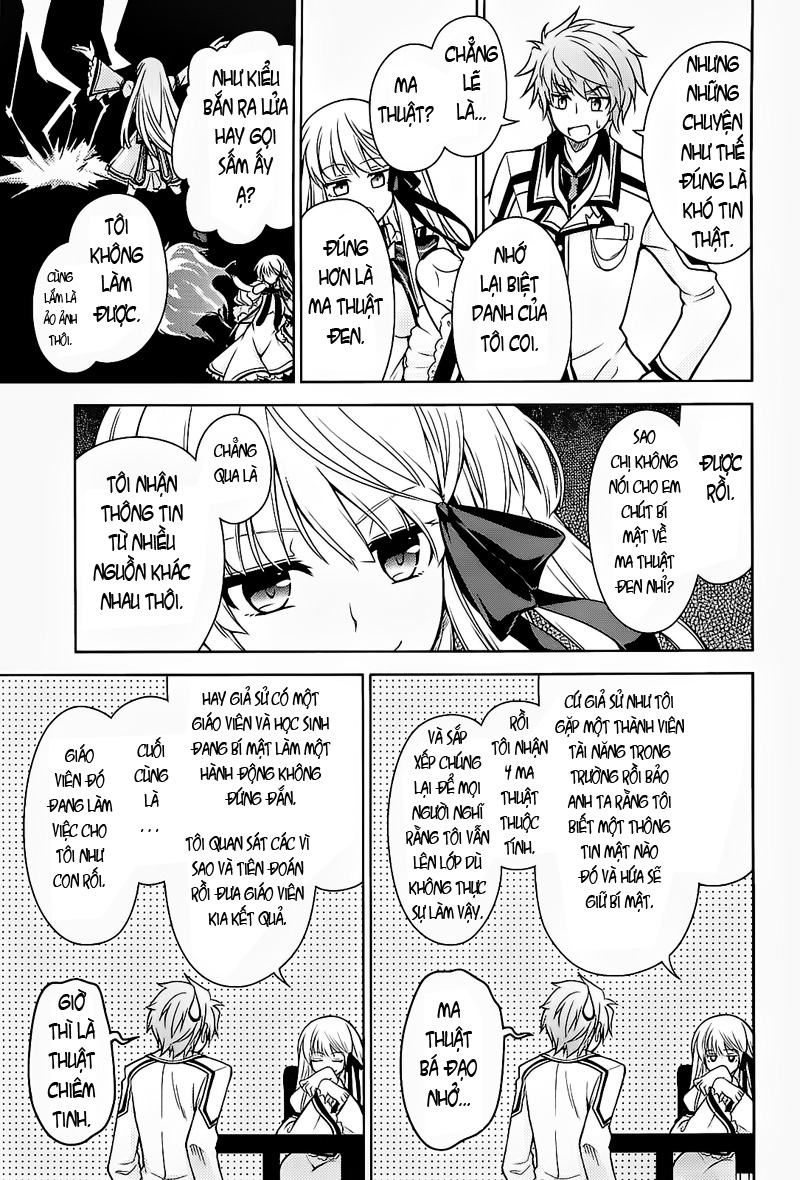 NHƯNG
NHỮNG
CHUYỆN
NHƯ THẾ
ĐÚNG LÀ
KHÓ TIN
THẬT.
NHỚ
LẠI BIỆT
DANH CỦA
TÔI COI.
CHẲNG
LẼ
LÀ...
MA
THUẬT?
ĐÚNG
HƠN LÀ
MA THUẬT
ĐEN.
NHƯ KIỂU
BẮN RA LỬA
HAY GỌI
SẤM ẤY
Ạ?
TÔI
KHÔNG
LÀM
ĐƯỢC.
CÙNG
LẮM LÀ
ẢO ẢNH
THÔI.
ĐƯỢC
RỒI.
SAO
CHỊ KHÔNG
NÓI CHO EM
CHÚT BÍ
MẬT VỀ
MA THUẬT
ĐEN NHỈ?
CHẲNG
QUA LÀ
TÔI NHẬN
THÔNG TIN
TỪ NHIỀU
NGUỒN KHÁC
NHAU THÔI.
CỨ GIẢ SỬ NHƯ TÔI
GẶP MỘT THÀNH VIÊN
TÀI NĂNG TRONG
TRƯỜNG RỒI BẢO
ANH TA RẰNG TÔI
BIẾT MỘT THÔNG
TIN MẬT NÀO
ĐÓ VÀ HỨA SẼ
GIỮ BÍ MẬT.
RỒI
TÔI NHẬN
4 MA
THUẬT
THUỘC
TÍNH.
VÀ SẮP
XẾP CHÚNG
LẠI ĐỂ MỌI
NGƯỜI NGHĨ
RẰNG TÔI VẪN
LÊN LỚP DÙ
KHÔNG THỰC
SỰ LÀM VẬY.
MA
THUẬT
BÁ ĐẠO
NHỞ...
HAY GIẢ SỬ CÓ MỘT
GIÁO VIÊN VÀ HỌC SINH
ĐANG BÍ MẬT LÀM MỘT
HÀNH ĐỘNG KHÔNG
ĐỨNG ĐẮN.
TÔI QUAN SÁT CÁC VÌ
SAO VÀ TIÊN ĐOÁN
RỒI ĐƯA GIÁO VIÊN
KIA KẾT QUẢ.
CUỐI
CÙNG
LÀ
...
GIÁO
VIÊN ĐÓ
ĐANG LÀM
VIỆC CHO
TÔI NHƯ
CON RỐI.
GIỜ
THÌ LÀ
THUẬT
CHIÊM
TINH.